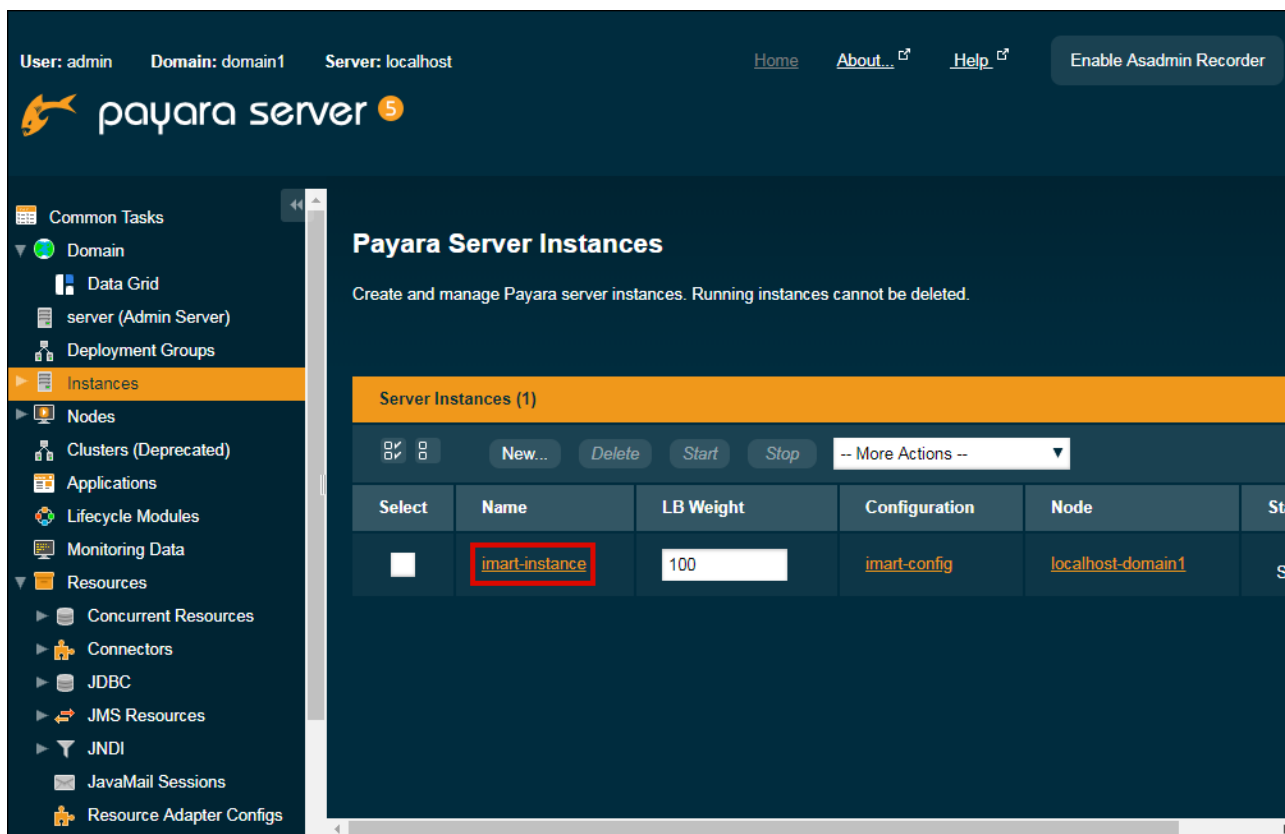 User: admin Domain: domain1 Server: localhost Home About... Help Enable Asadmin Recorder
payara server 5
Common Tasks
Domain
Data Grid
server (Admin Server)
Deployment Groups
Instances
Nodes
Clusters (Deprecated)
Applications
Lifecycle Modules
Monitoring Data
Resources
Concurrent Resources
Connectors
JDBC
JMS Resources
JNDI
JavaMail Sessions
Resource Adapter Configs
Payara Server Instances
Create and manage Payara server instances. Running instances cannot be deleted.
Server Instances (1)
New... Delete Start Stop -- More Actions --
Select Name LB Weight Configuration Node
imart-instance 100 imart-config localhost-domain1